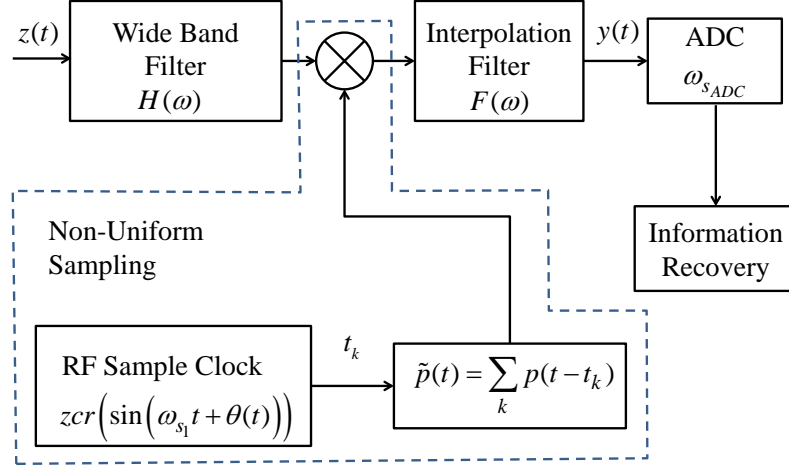 z(t)
Wide Band
Filter
H(ω)
Interpolation
Filter
F(ω)
y(t)
ADC
ω_{s_{ADC}}
Non-Uniform
Sampling
Information
Recovery
RF Sample Clock
zcr(sin(ω_{s_1}t + θ(t)))
t_k
p̃(t) = ∑_k p(t − t_k)